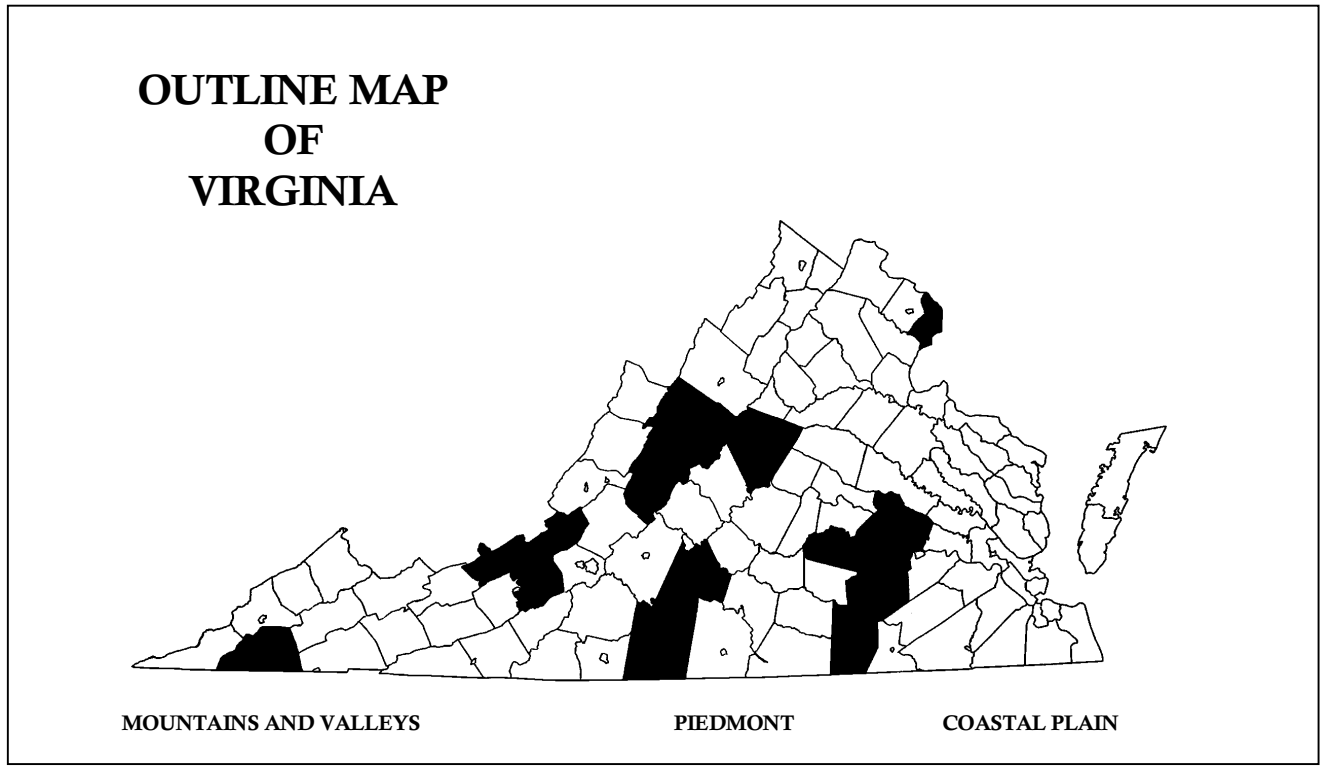 OUTLINE MAP
OF
VIRGINIA
MOUNTAINS AND VALLEYS
PIEDMONT
COASTAL PLAIN